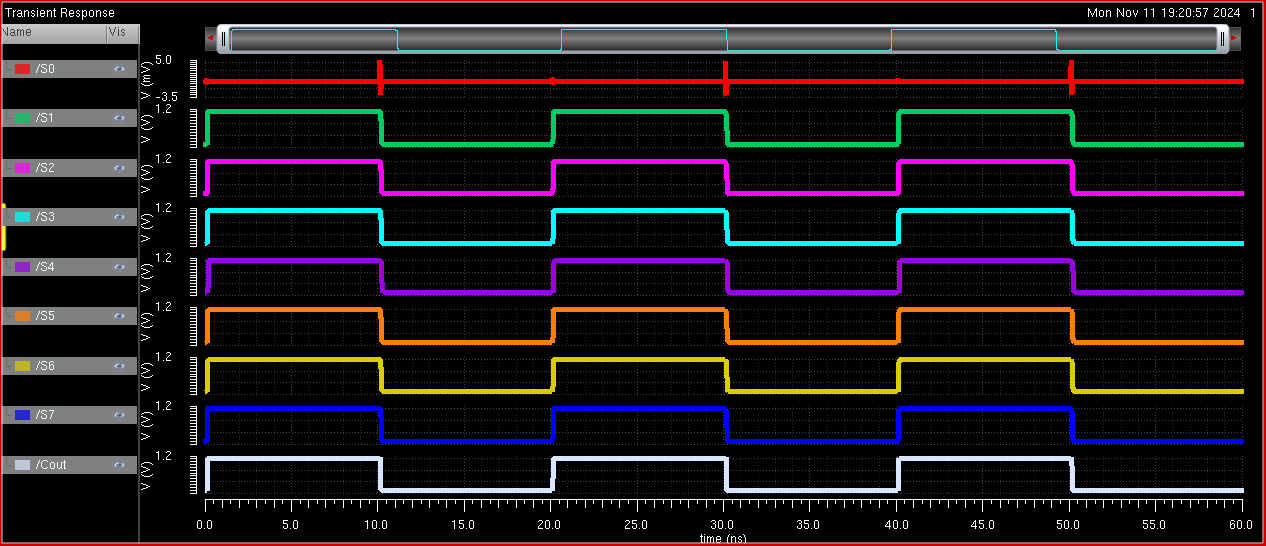 Transient Response Mon Nov 11 19:20:57 2024 1
Name Vis
/S0 5.0
V (m)
-3.5
/S1 1.2
V ()
/S2 1.2
V ()
/S3 1.2
V ()
/S4 1.2
V ()
/S5 1.2
V ()
/S6 1.2
V ()
/S7 1.2
V ()
/Cout 1.2
V ()
0.0 5.0 10.0 15.0 20.0 25.0 30.0 35.0 40.0 45.0 50.0 55.0 60.0
time (ns)